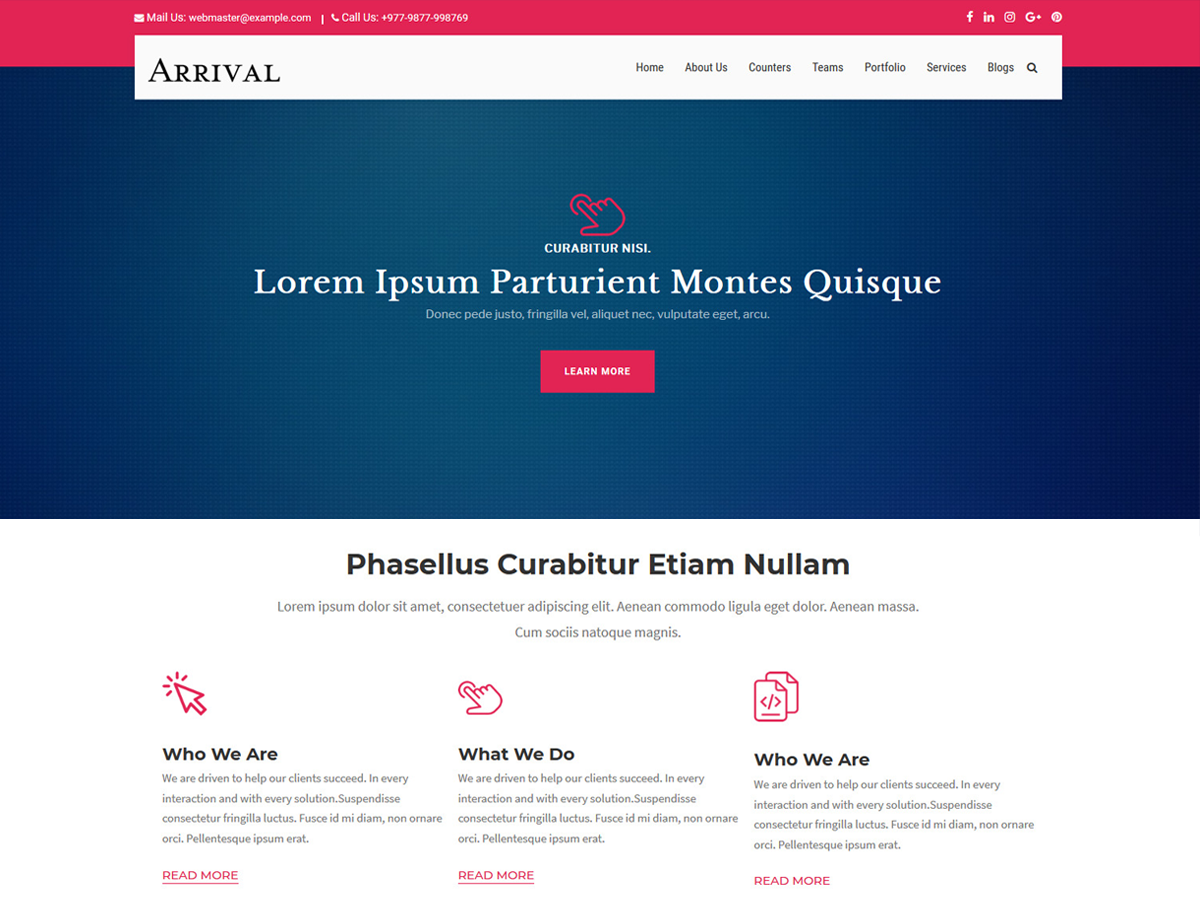 Mail Us: webmaster@example.com | Call Us: +977-9877-998769
ARRIVAL
Home About Us Counters Teams Portfolio Services Blogs
CURABITUR NISI.
Lorem Ipsum Parturient Montes Quisque
Donec pede justo, fringilla vel, aliquet nec, vulputate eget, arcu.
LEARN MORE
Phasellus Curabitur Etiam Nullam
Lorem ipsum dolor sit amet, consectetuer adipiscing elit. Aenean commodo ligula eget dolor. Aenean massa.
Cum sociis natoque magnis.
Who We Are
We are driven to help our clients succeed. In every
interaction and with every solution.Suspendisse
consectetur fringilla luctus. Fusce id mi diam, non ornare
orci. Pellentesque ipsum erat.
READ MORE
What We Do
We are driven to help our clients succeed. In every
interaction and with every solution.Suspendisse
consectetur fringilla luctus. Fusce id mi diam, non ornare
orci. Pellentesque ipsum erat.
READ MORE
Who We Are
We are driven to help our clients succeed. In every
interaction and with every solution.Suspendisse
consectetur fringilla luctus. Fusce id mi diam, non ornare
orci. Pellentesque ipsum erat.
READ MORE